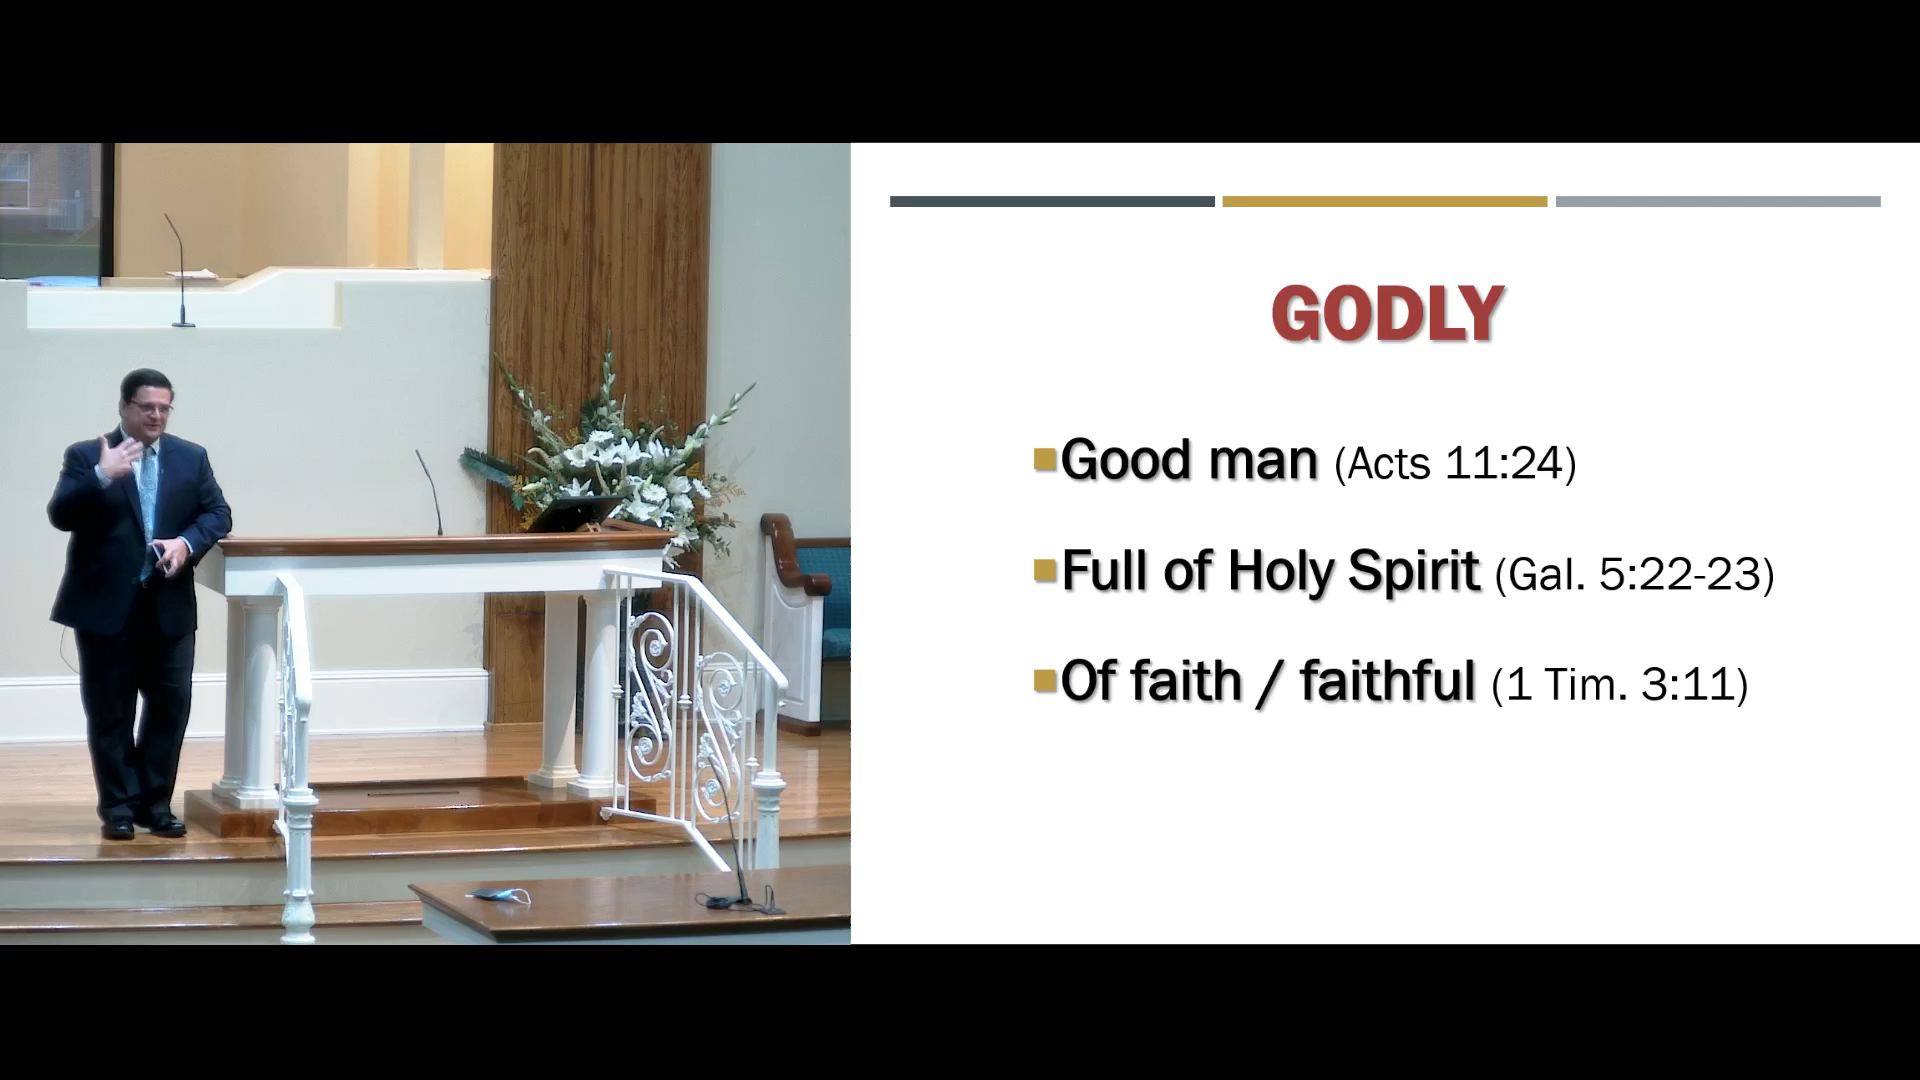 GODLY
Good man (Acts 11:24)
Full of Holy Spirit (Gal. 5:22-23)
Of faith / faithful (1 Tim. 3:11)